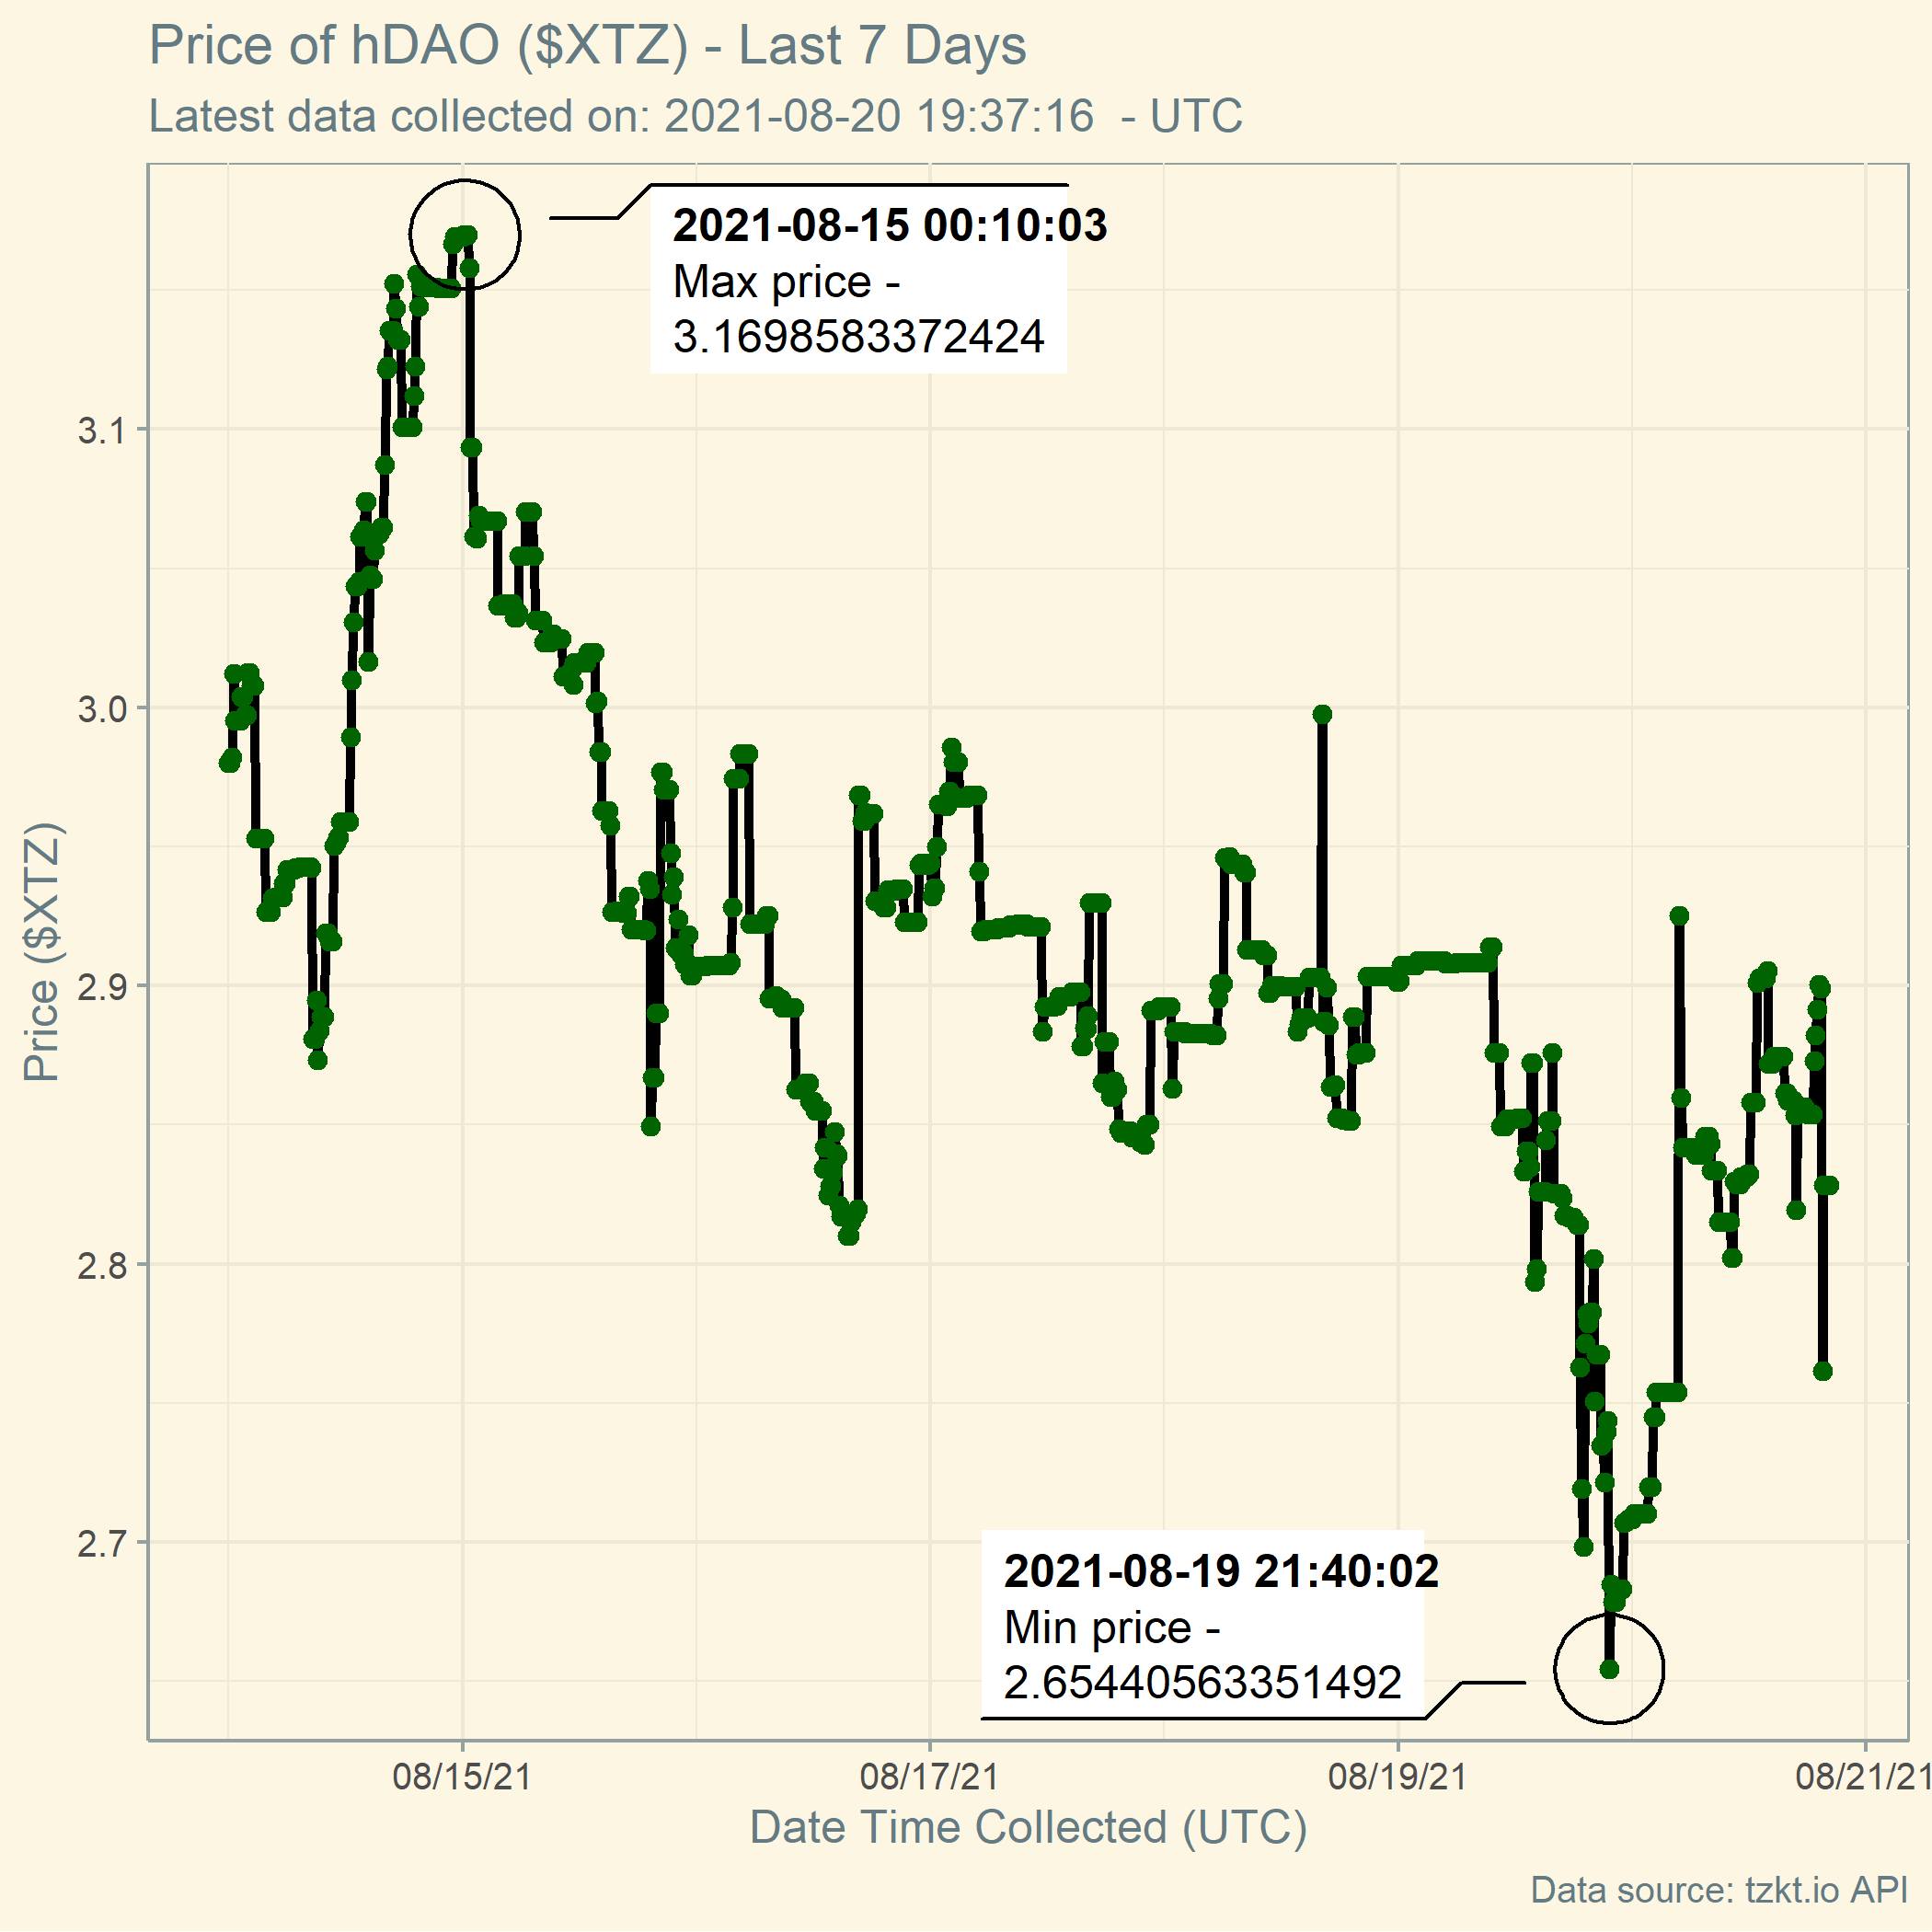 Price of hDAO ($XTZ) - Last 7 Days
Latest data collected on: 2021-08-20 19:37:16  - UTC
2021-08-15 00:10:03
Max price -
3.1698583372424
3.1
3.0
2.9
2.8
2.7
Price ($XTZ)
2021-08-19 21:40:02
Min price -
2.65440563351492
08/15/21
08/17/21
08/19/21
08/21/21
Date Time Collected (UTC)
Data source: tzkt.io API